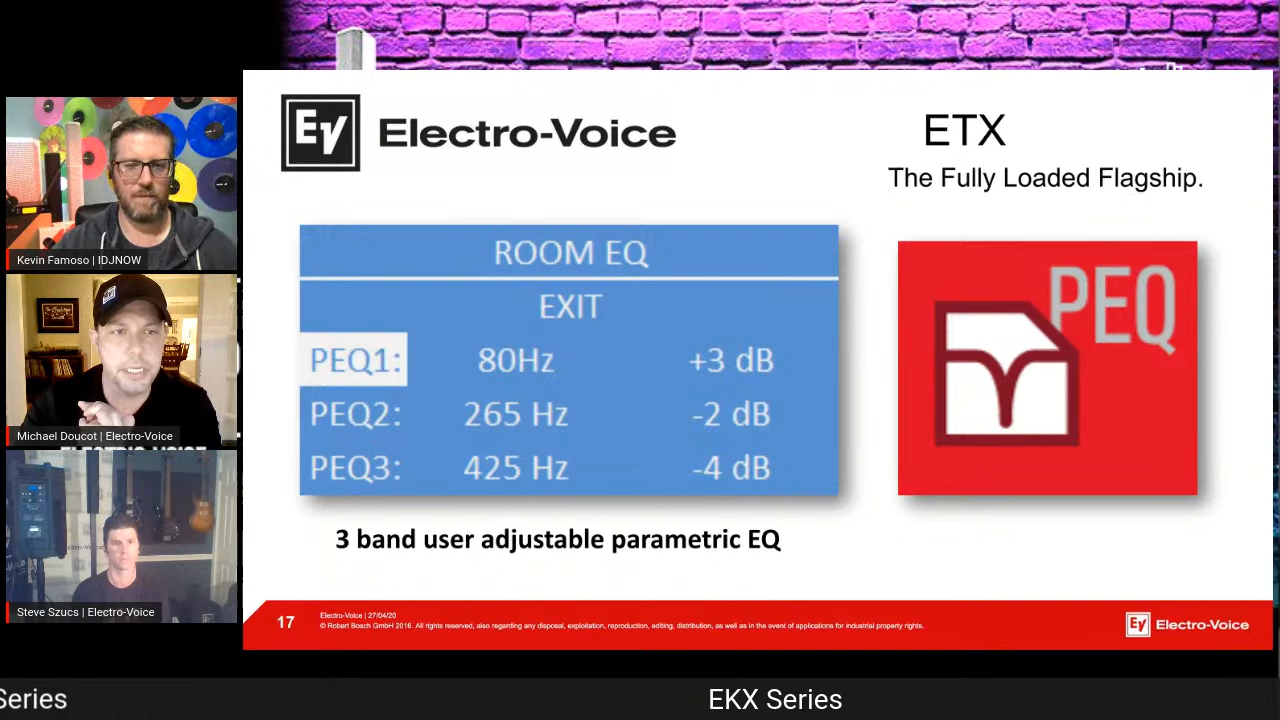 EV Electro-Voice
ETX
The Fully Loaded Flagship.
ROOM EQ
EXIT
PEQ1: 80Hz +3 dB
PEQ2: 265 Hz -2 dB
PEQ3: 425 Hz -4 dB
PEQ
3 band user adjustable parametric EQ
17
Electro-Voice | 27/04/20
© Robert Bosch GmbH 2016. All rights reserved, also regarding any disposal, exploitation, reproduction, editing, distribution, as well as in the event of applications for industrial property rights.
EV Electro-Voice
Kevin Famoso | IDJNOW
Michael Doucot | Electro-Voice
Steve Szucs | Electro-Voice
Series
EKX Series